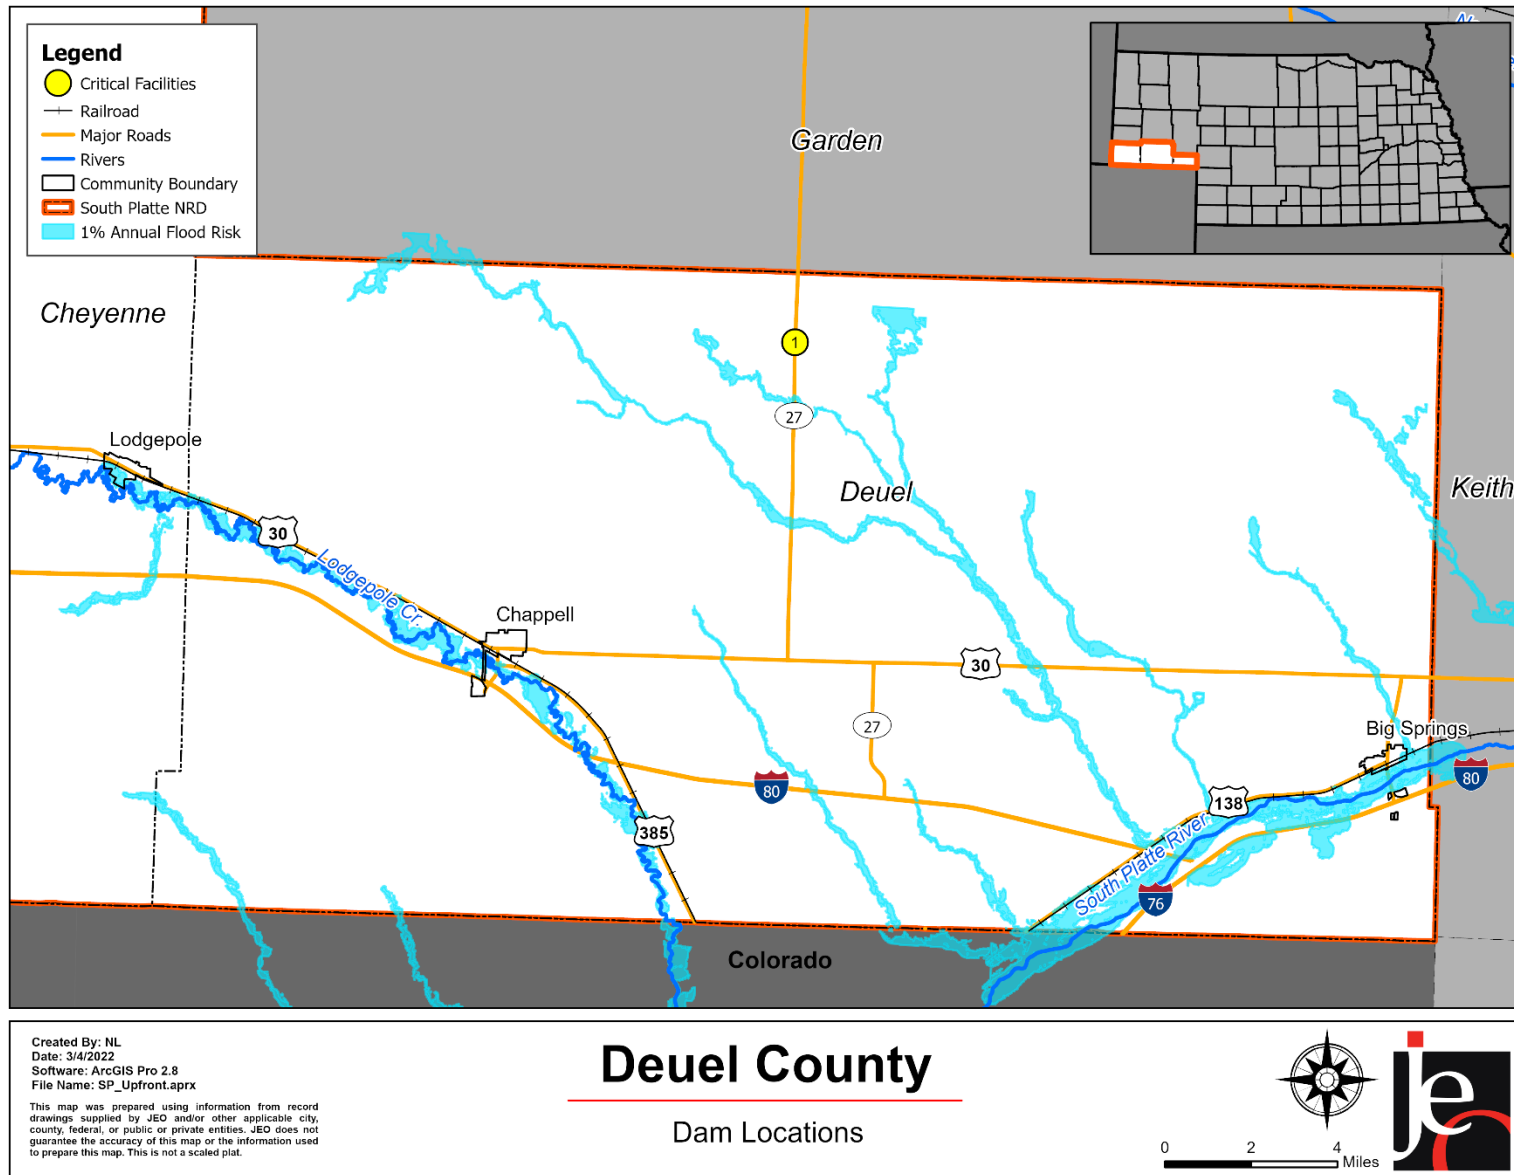 Legend
Critical Facilities
Railroad
Major Roads
Rivers
Community Boundary
South Platte NRD
1% Annual Flood Risk
Garden
Cheyenne
1
27
Lodgepole
Deuel
Keith
30
Lodgepole Cr.
Chappell
30
27
Big Springs
80
80
138
385
South Platte River
76
Colorado
Created By: NL
Date: 3/4/2022
Software: ArcGIS Pro 2.8
File Name: SP_Upfront.aprx
This map was prepared using information from record
drawings supplied by JEO and/or other applicable city,
county, federal, or public or private entities. JEO does not
guarantee the accuracy of this map or the information used
to prepare this map. This is not a scaled plat.
Deuel County
Dam Locations
0 2 4
Miles
jeo